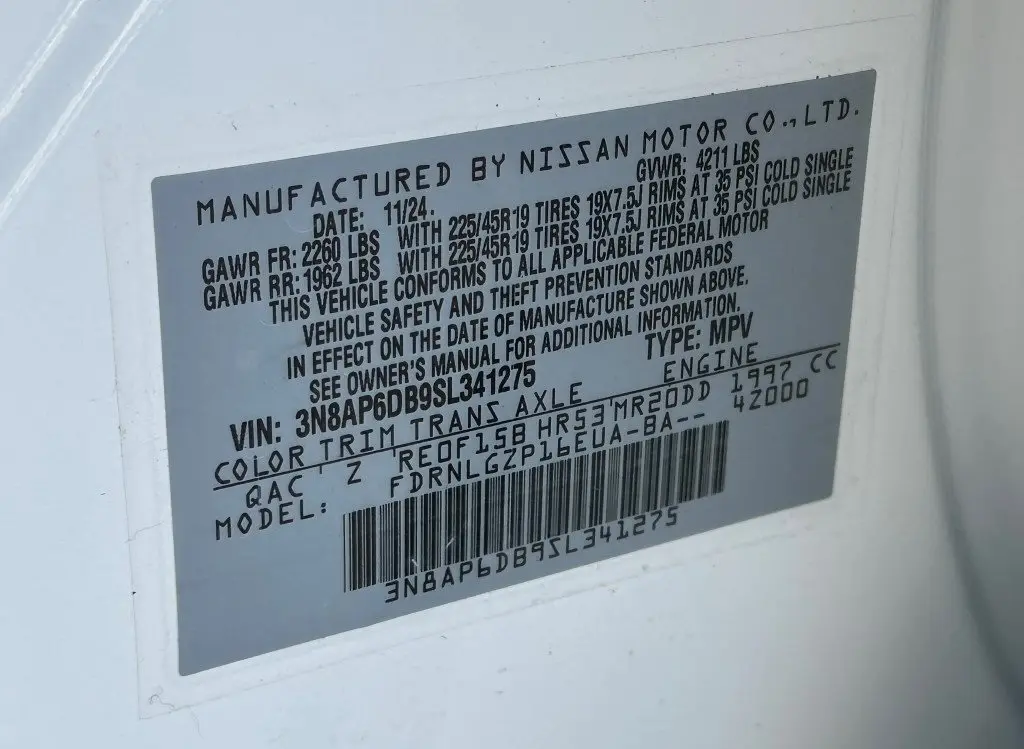 MANUFACTURED BY NISSAN MOTOR CO., LTD.
DATE: 11/24. GVWR: 4211 LBS
GAWR FR: 2260 LBS WITH 225/45R19 TIRES 19X7.5J RIMS AT 35 PSI COLD SINGLE
GAWR RR: 1962 LBS WITH 225/45R19 TIRES 19X7.5J RIMS AT 35 PSI COLD SINGLE
THIS VEHICLE CONFORMS TO ALL APPLICABLE FEDERAL MOTOR
VEHICLE SAFETY AND THEFT PREVENTION STANDARDS
IN EFFECT ON THE DATE OF MANUFACTURE SHOWN ABOVE.
SEE OWNER'S MANUAL FOR ADDITIONAL INFORMATION.
VIN: 3N8AP6DB9SL341275 TYPE: MPV
COLOR TRIM TRANS AXLE ENGINE
QAC Z RE0F15B HR53 MR20DD 1997 CC
MODEL: FDRNLGZP16EUA-BA-- 4Z000
3N8AP6DB9SL341275